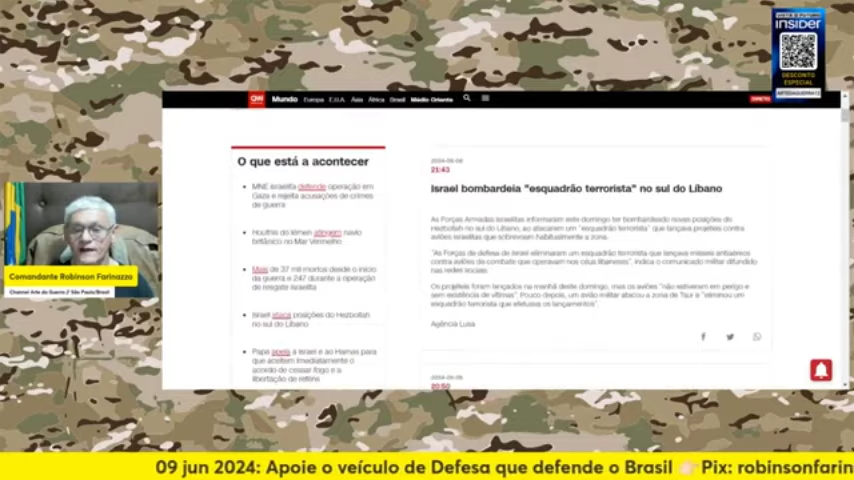 VISTA O FUTURO
INSIDER
DESCONTO
ESPECIAL
ARTEDAGUERRA12
CNN
Mundo Europa E.U.A. Ásia África Brasil Médio Oriente
DIRETO
O que está a acontecer
MNE israelita defende operação em
Gaza e rejeita acusações de crimes
de guerra
Houthis do Iémen atingem navio
britânico no Mar Vermelho
Mais de 37 mil mortos desde o início
da guerra e 247 durante a operação
de resgate israelita
Israel ataca posições do Hezbollah
no sul do Líbano
Papa apela a Israel e ao Hamas para
que aceitem imediatamente o
acordo de cessar fogo e a
libertação de reféns
21:43
Israel bombardeia "esquadrão terrorista" no sul do Líbano
As Forças Armadas israelitas informaram este domingo ter bombardeado novas posições do
Hezbollah no sul do Líbano, ao atacarem um "esquadrão terrorista" que lançava projéteis contra
aviões israelitas que sobrevoam habitualmente a zona.
"As Forças de defesa de Israel eliminaram um esquadrão terrorista que lançava mísseis antiaéreos
contra aviões de combate que operavam nos céus libaneses", indica o comunicado militar difundido
nas redes sociais.
Os projéteis foram lançados na manhã deste domingo, mas os aviões "não estiveram em perigo e
sem existência de vítimas". Pouco depois, um avião militar atacou a zona de Tsur e "eliminou um
esquadrão terrorista que efetuava os lançamentos".
Agência Lusa
20:50
Comandante Robinson Farinazzo
Channel Arte da Guerra // São Paulo/Brasil
09 jun 2024: Apoie o veículo de Defesa que defende o Brasil 👉🏻Pix: robinsonfarin